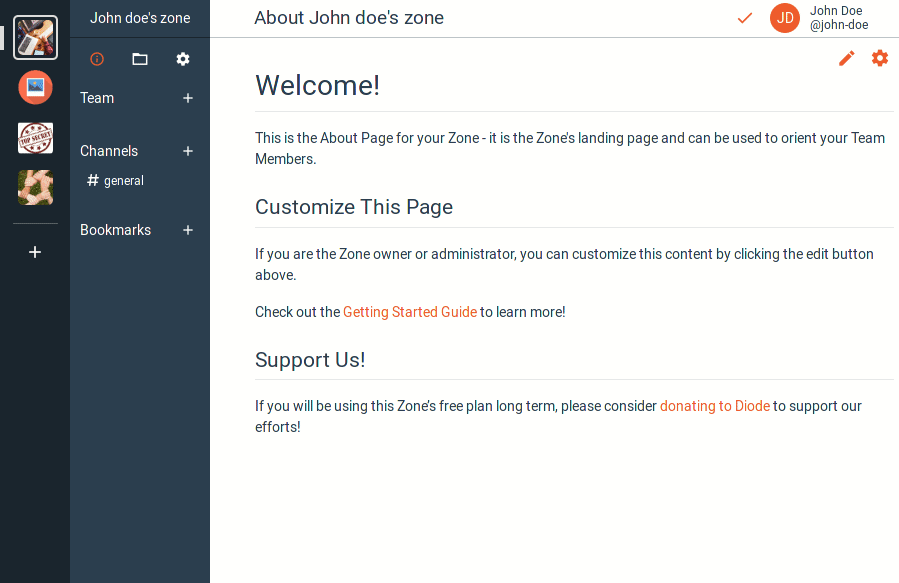 John doe's zone
About John doe's zone
JD
John Doe
@john-doe
TOP SECRET
Team
Channels
# general
Bookmarks
Welcome!
This is the About Page for your Zone - it is the Zone's landing page and can be used to orient your Team
Members.
Customize This Page
If you are the Zone owner or administrator, you can customize this content by clicking the edit button
above.
Check out the Getting Started Guide to learn more!
Support Us!
If you will be using this Zone's free plan long term, please consider donating to Diode to support our
efforts!